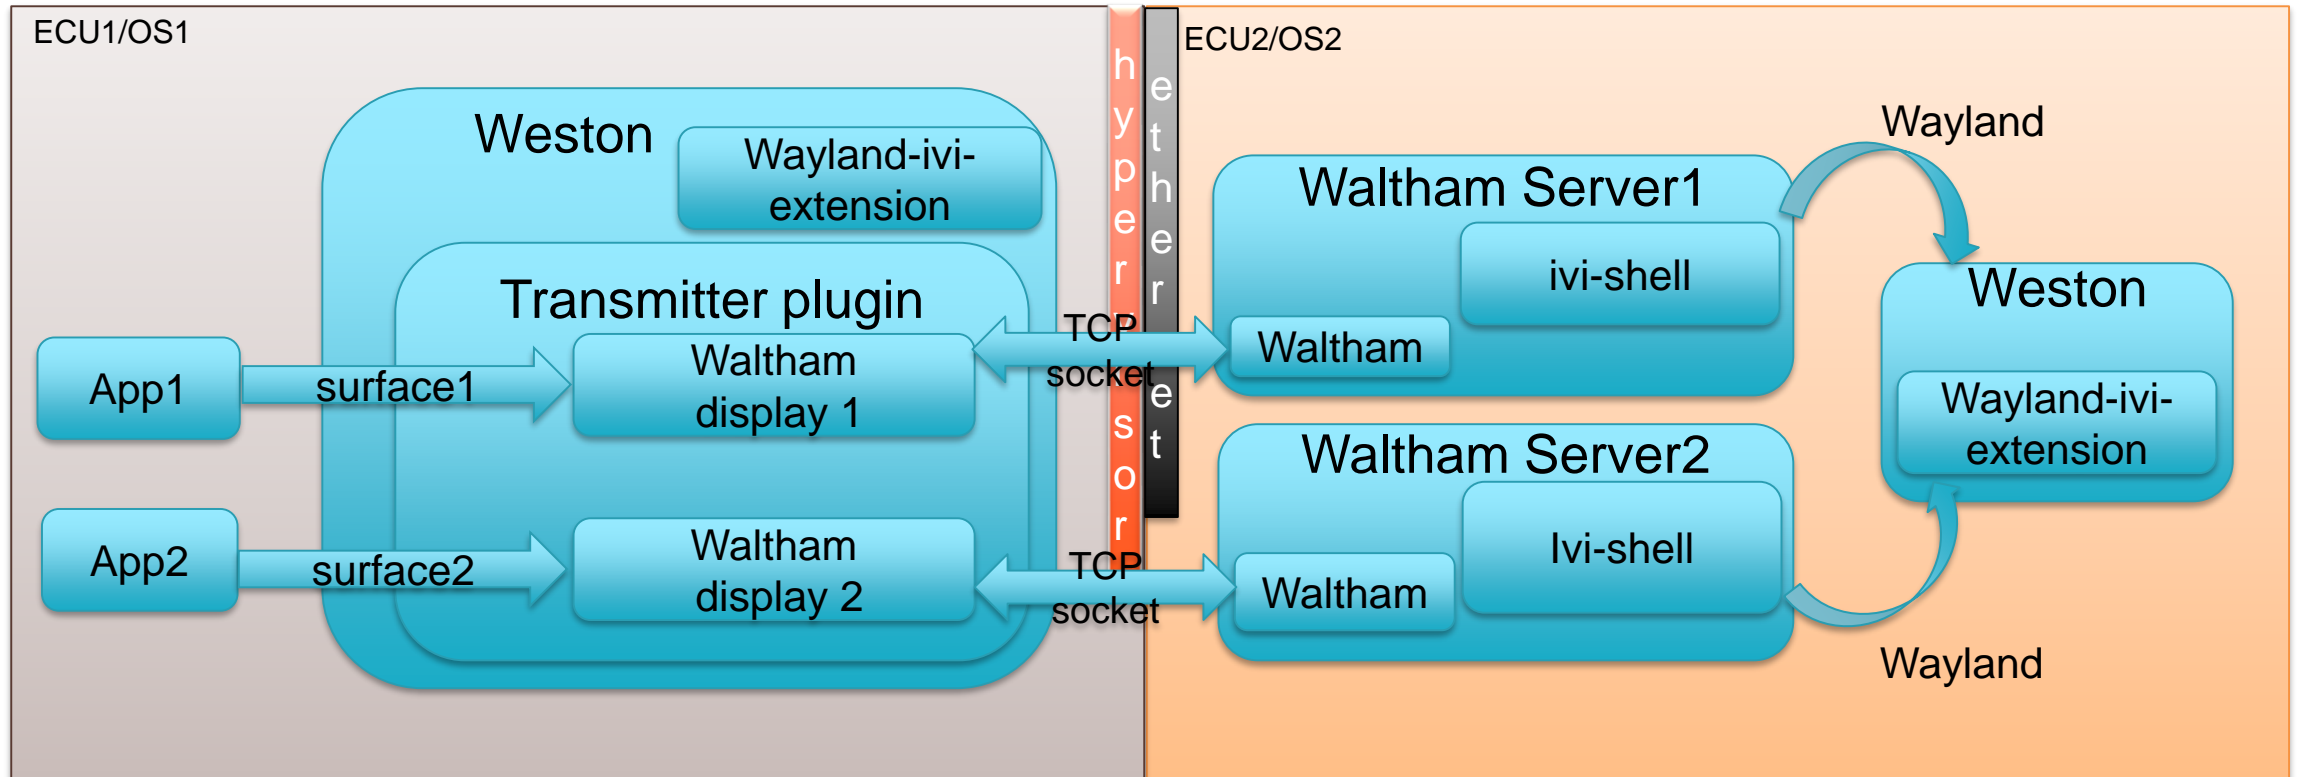 ECU1/OS1
Weston
Wayland-ivi-
extension
Transmitter plugin
App1
surface1
Waltham
display 1
App2
surface2
Waltham
display 2
hypervisor
ethernet
TCP
socket
TCP
socket
ECU2/OS2
Waltham Server1
ivi-shell
Waltham
Waltham Server2
Ivi-shell
Waltham
Wayland
Weston
Wayland-ivi-
extension
Wayland